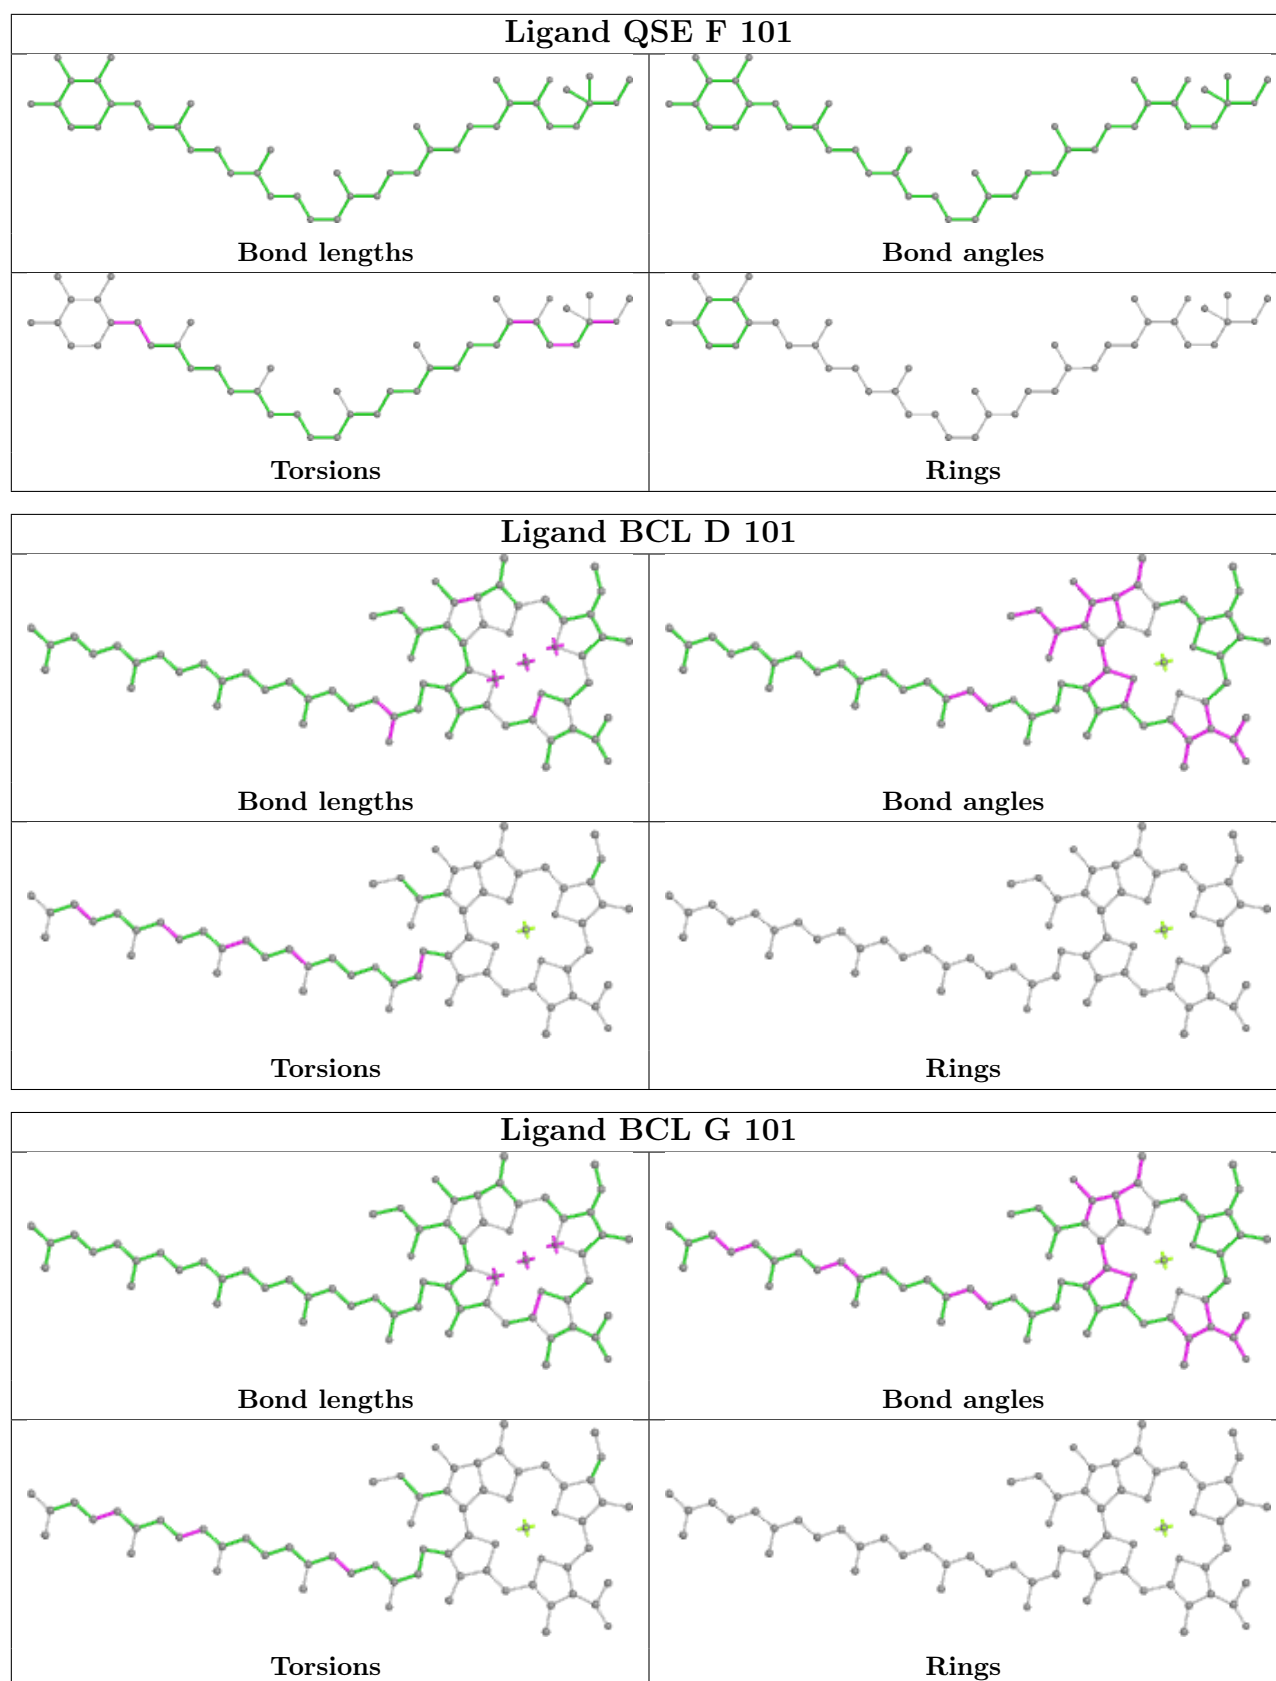 Ligand QSE F 101
Bond lengths
Bond angles
Torsions
Rings
Ligand BCL D 101
Bond lengths
Bond angles
Torsions
Rings
Ligand BCL G 101
Bond lengths
Bond angles
Torsions
Rings